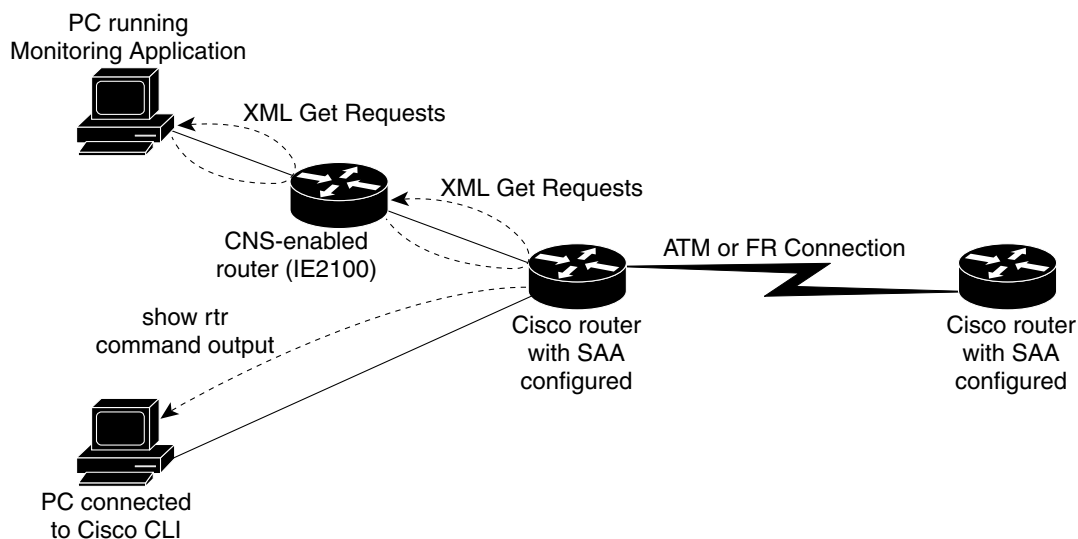 PC running
Monitoring Application
XML Get Requests
XML Get Requests
CNS-enabled
router (IE2100)
ATM or FR Connection
show rtr
command output
Cisco router
with SAA
configured
Cisco router
with SAA
configured
PC connected
to Cisco CLI